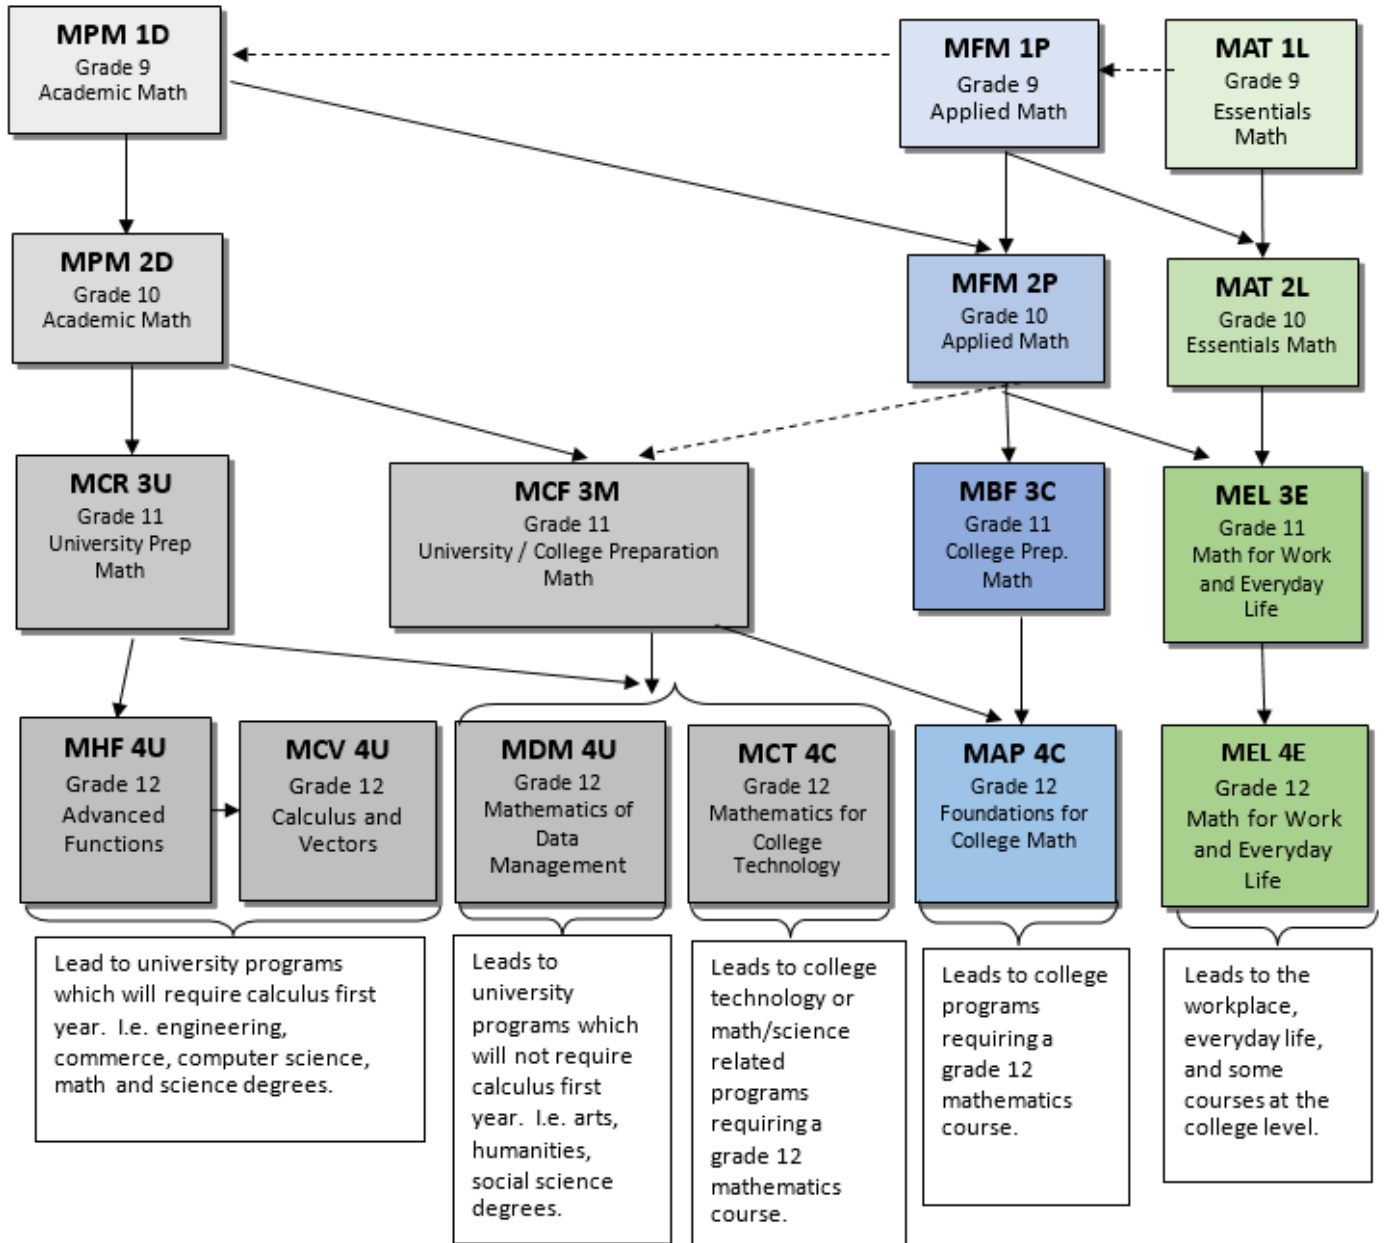 MPM 1D
Grade 9
Academic Math
MFM 1P
Grade 9
Applied Math
MAT 1L
Grade 9
Essentials
Math
MPM 2D
Grade 10
Academic Math
MFM 2P
Grade 10
Applied Math
MAT 2L
Grade 10
Essentials Math
MCR 3U
Grade 11
University Prep
Math
MCF 3M
Grade 11
University / College Preparation
Math
MBF 3C
Grade 11
College Prep.
Math
MEL 3E
Grade 11
Math for Work
and Everyday
Life
MHF 4U
Grade 12
Advanced
Functions
MCV 4U
Grade 12
Calculus and
Vectors
MDM 4U
Grade 12
Mathematics of
Data
Management
MCT 4C
Grade 12
Mathematics for
College
Technology
MAP 4C
Grade 12
Foundations for
College Math
MEL 4E
Grade 12
Math for Work
and Everyday
Life
Lead to university programs
which will require calculus first
year. I.e. engineering,
commerce, computer science,
math and science degrees.
Leads to
university
programs which
will not require
calculus first
year. I.e. arts,
humanities,
social science
degrees.
Leads to college
technology or
math/science
related
programs
requiring a
grade 12
mathematics
course.
Leads to college
programs
requiring a
grade 12
mathematics
course.
Leads to the
workplace,
everyday life,
and some
courses at the
college level.